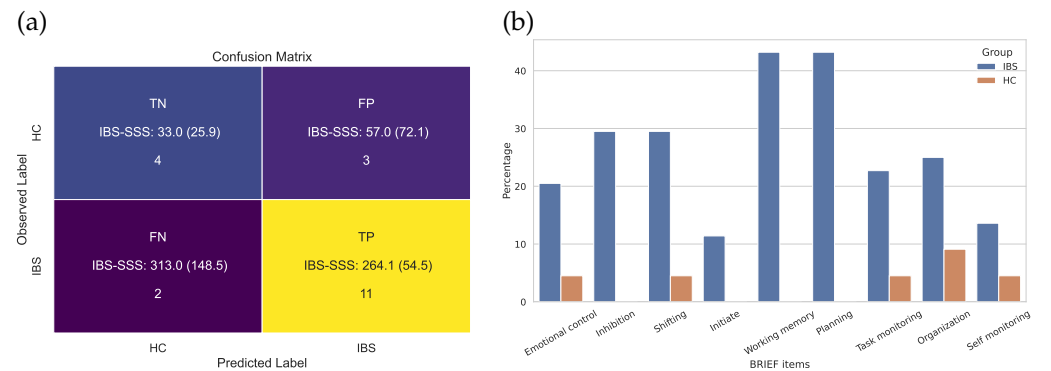 (a)
Confusion Matrix
Observed Label
HC
IBS
TN
IBS-SSS: 33.0 (25.9)
4
FP
IBS-SSS: 57.0 (72.1)
3
FN
IBS-SSS: 313.0 (148.5)
2
TP
IBS-SSS: 264.1 (54.5)
11
HC
IBS
Predicted Label
(b)
Group
IBS
HC
Percentage
40
30
20
10
0
Emotional control
Inhibition
Shifting
Initiate
Working memory
Planning
Task monitoring
Organization
Self monitoring
BRIEF items